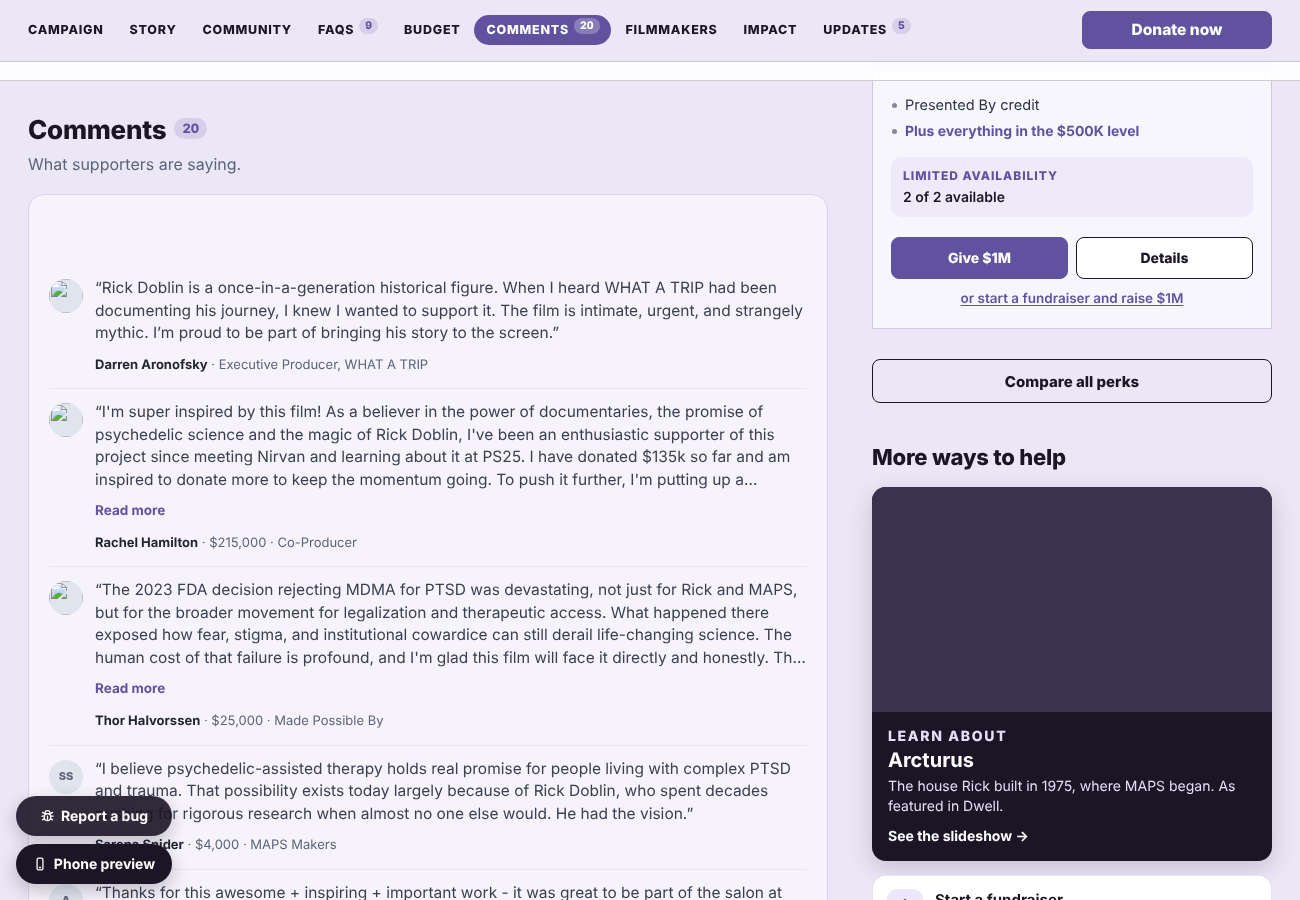 CAMPAIGN STORY COMMUNITY FAQS 9 BUDGET COMMENTS 20 FILMMAKERS IMPACT UPDATES 5 Donate now
Comments 20
What supporters are saying.
“Rick Doblin is a once-in-a-generation historical figure. When I heard WHAT A TRIP had been
documenting his journey, I knew I wanted to support it. The film is intimate, urgent, and strangely
mythic. I’m proud to be part of bringing his story to the screen.”
Darren Aronofsky · Executive Producer, WHAT A TRIP
“I'm super inspired by this film! As a believer in the power of documentaries, the promise of
psychedelic science and the magic of Rick Doblin, I've been an enthusiastic supporter of this
project since meeting Nirvan and learning about it at PS25. I have donated $135k so far and am
inspired to donate more to keep the momentum going. To push it further, I'm putting up a...
Read more
Rachel Hamilton · $215,000 · Co-Producer
“The 2023 FDA decision rejecting MDMA for PTSD was devastating, not just for Rick and MAPS,
but for the broader movement for legalization and therapeutic access. What happened there
exposed how fear, stigma, and institutional cowardice can still derail life-changing science. The
human cost of that failure is profound, and I'm glad this film will face it directly and honestly. Th...
Read more
Thor Halvorssen · $25,000 · Made Possible By
SS
“I believe psychedelic-assisted therapy holds real promise for people living with complex PTSD
and trauma. That possibility exists today largely because of Rick Doblin, who spent decades
for rigorous research when almost no one else would. He had the vision.”
Snider · $4,000 · MAPS Makers
“Thanks for this awesome + inspiring + important work - it was great to be part of the salon at
Report a bug
Phone preview
Presented By credit
Plus everything in the $500K level
LIMITED AVAILABILITY
2 of 2 available
Give $1M
Details
or start a fundraiser and raise $1M
Compare all perks
More ways to help
LEARN ABOUT
Arcturus
The house Rick built in 1975, where MAPS began. As
featured in Dwell.
See the slideshow →
Start a fundraiser